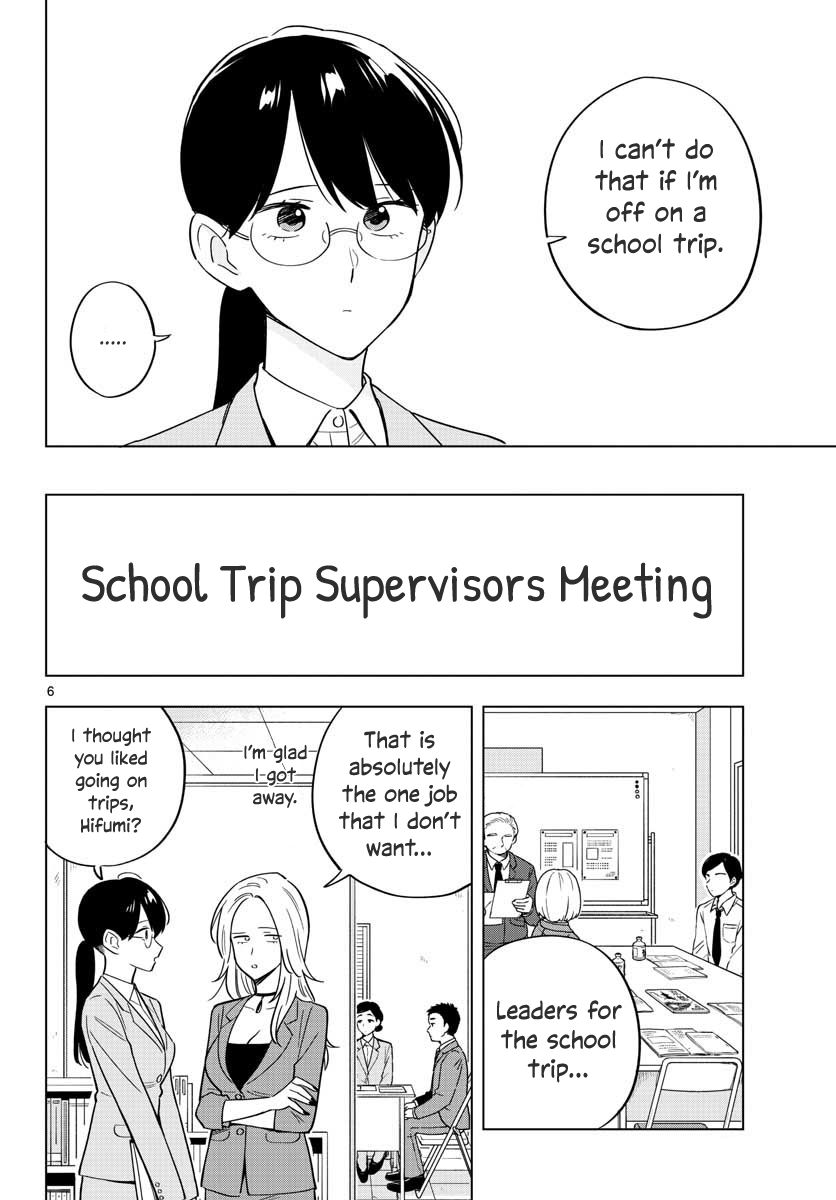 I can't do
that if I'm
off on a
school trip.
.....
School Trip Supervisors Meeting
Leaders for
the school
trip...
That is
absolutely
the one job
that I don't
want...
I'm glad
I got
away.
I thought
you liked
going on
trips,
Hifumi?
6